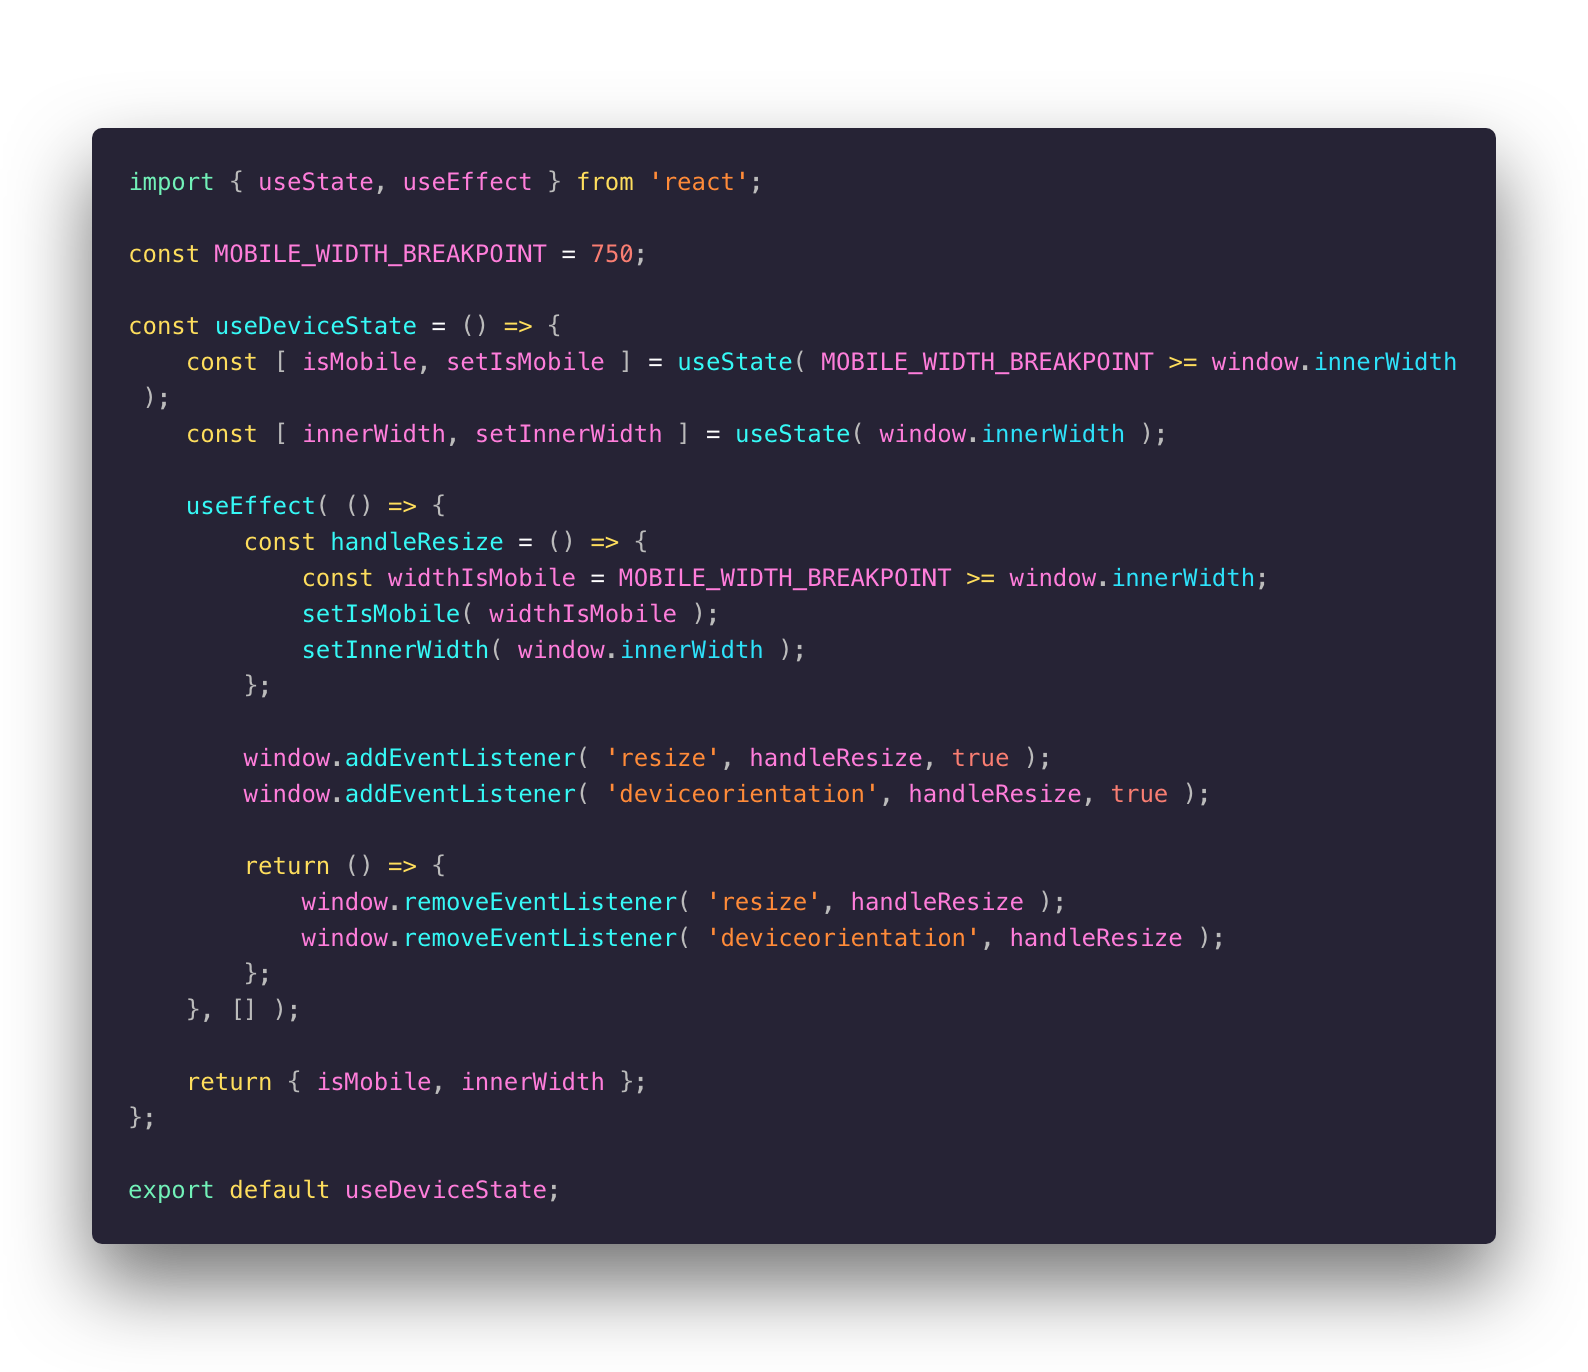 import { useState, useEffect } from 'react';

const MOBILE_WIDTH_BREAKPOINT = 750;

const useDeviceState = () => {
    const [ isMobile, setIsMobile ] = useState( MOBILE_WIDTH_BREAKPOINT >= window.innerWidth
 );
    const [ innerWidth, setInnerWidth ] = useState( window.innerWidth );

    useEffect( () => {
        const handleResize = () => {
            const widthIsMobile = MOBILE_WIDTH_BREAKPOINT >= window.innerWidth;
            setIsMobile( widthIsMobile );
            setInnerWidth( window.innerWidth );
        };

        window.addEventListener( 'resize', handleResize, true );
        window.addEventListener( 'deviceorientation', handleResize, true );

        return () => {
            window.removeEventListener( 'resize', handleResize );
            window.removeEventListener( 'deviceorientation', handleResize );
        };
    }, [] );

    return { isMobile, innerWidth };
};

export default useDeviceState;